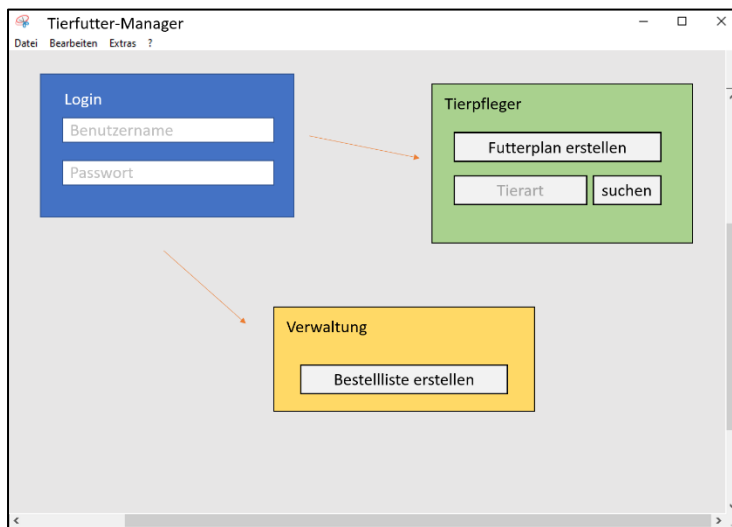 Tierfutter-Manager
Datei Bearbeiten Extras ?
Login
Benutzername
Passwort
Tierpfleger
Futterplan erstellen
Tierart suchen
Verwaltung
Bestellliste erstellen